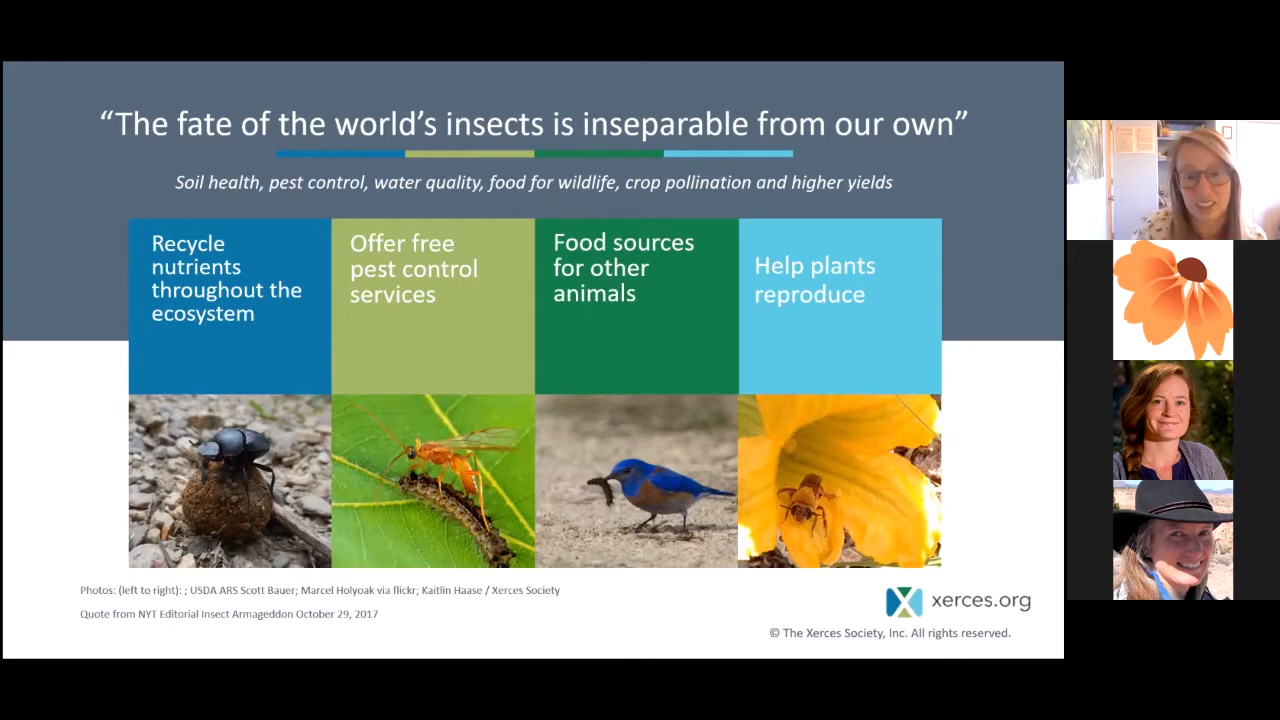 “The fate of the world’s insects is inseparable from our own”
Soil health, pest control, water quality, food for wildlife, crop pollination and higher yields
Recycle
nutrients
throughout the
ecosystem
Offer free
pest control
services
Food sources
for other
animals
Help plants
reproduce
Photos: (left to right): ; USDA ARS Scott Bauer; Marcel Holyoak via flickr; Kaitlin Haase / Xerces Society
Quote from NYT Editorial Insect Armageddon October 29, 2017
xerces.org
© The Xerces Society, Inc. All rights reserved.